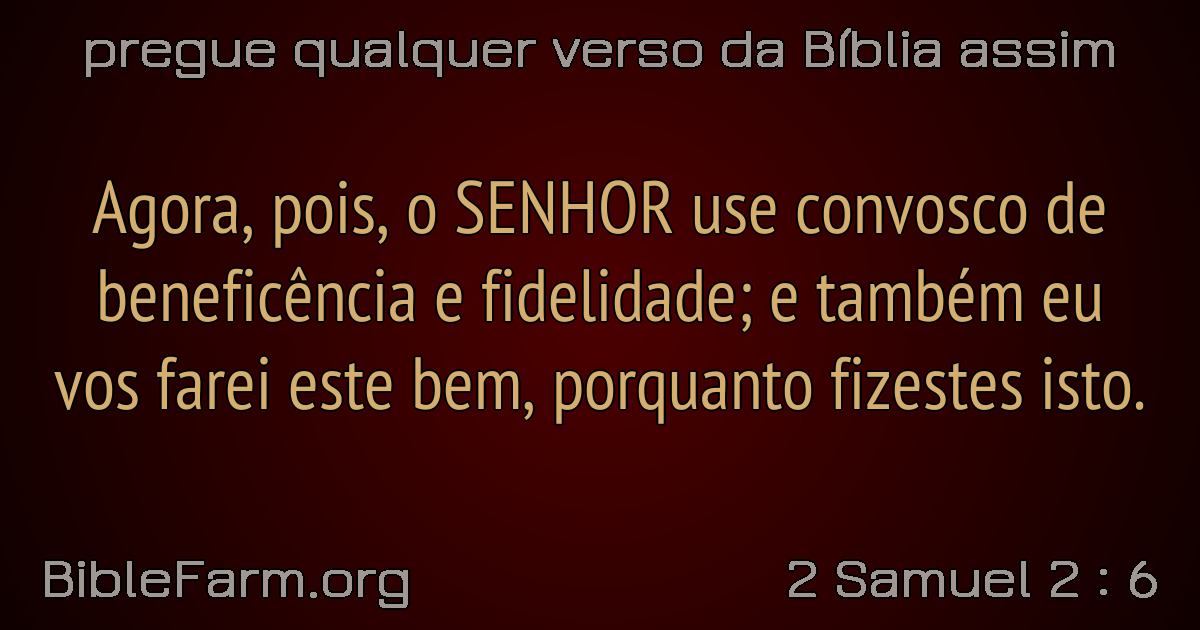 pregue qualquer verso da Bíblia assim
Agora, pois, o SENHOR use convosco de
beneficência e fidelidade; e também eu
vos farei este bem, porquanto fizestes isto.
BibleFarm.org
2 Samuel 2 : 6